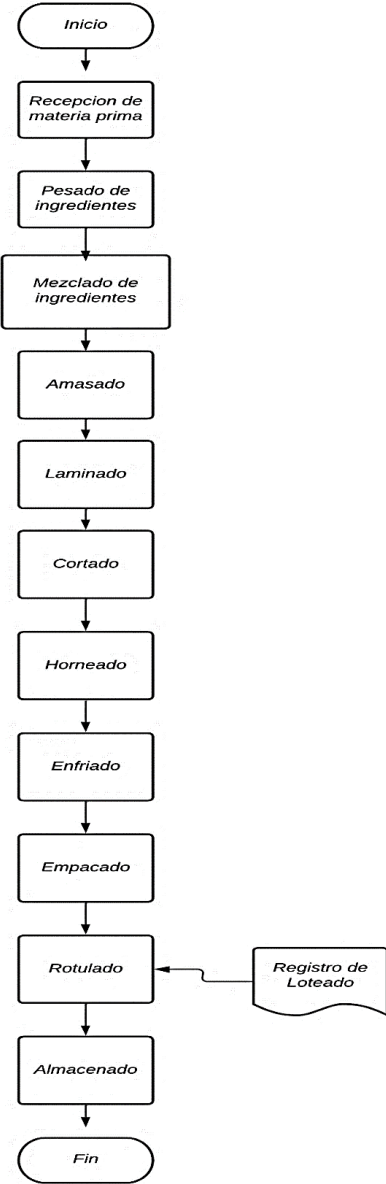 Inicio
Recepcion de
materia prima
Pesado de
ingredientes
Mezclado de
ingredientes
Amasado
Laminado
Cortado
Horneado
Enfriado
Empacado
Rotulado
Registro de
Loteado
Almacenado
Fin